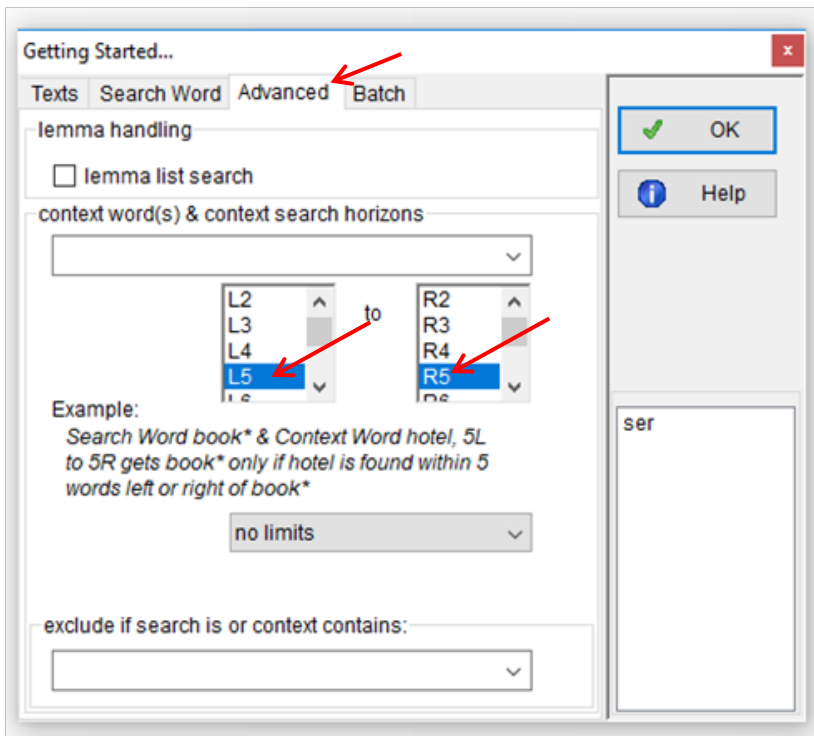 Getting Started...
x
Texts Search Word Advanced Batch
lemma handling
lemma list search
context word(s) & context search horizons
L2
L3
L4
L5
L6
to
R2
R3
R4
R5
R6
Example:
Search Word book* & Context Word hotel, 5L
to 5R gets book* only if hotel is found within 5
words left or right of book*
no limits
exclude if search is or context contains:
OK
Help
ser